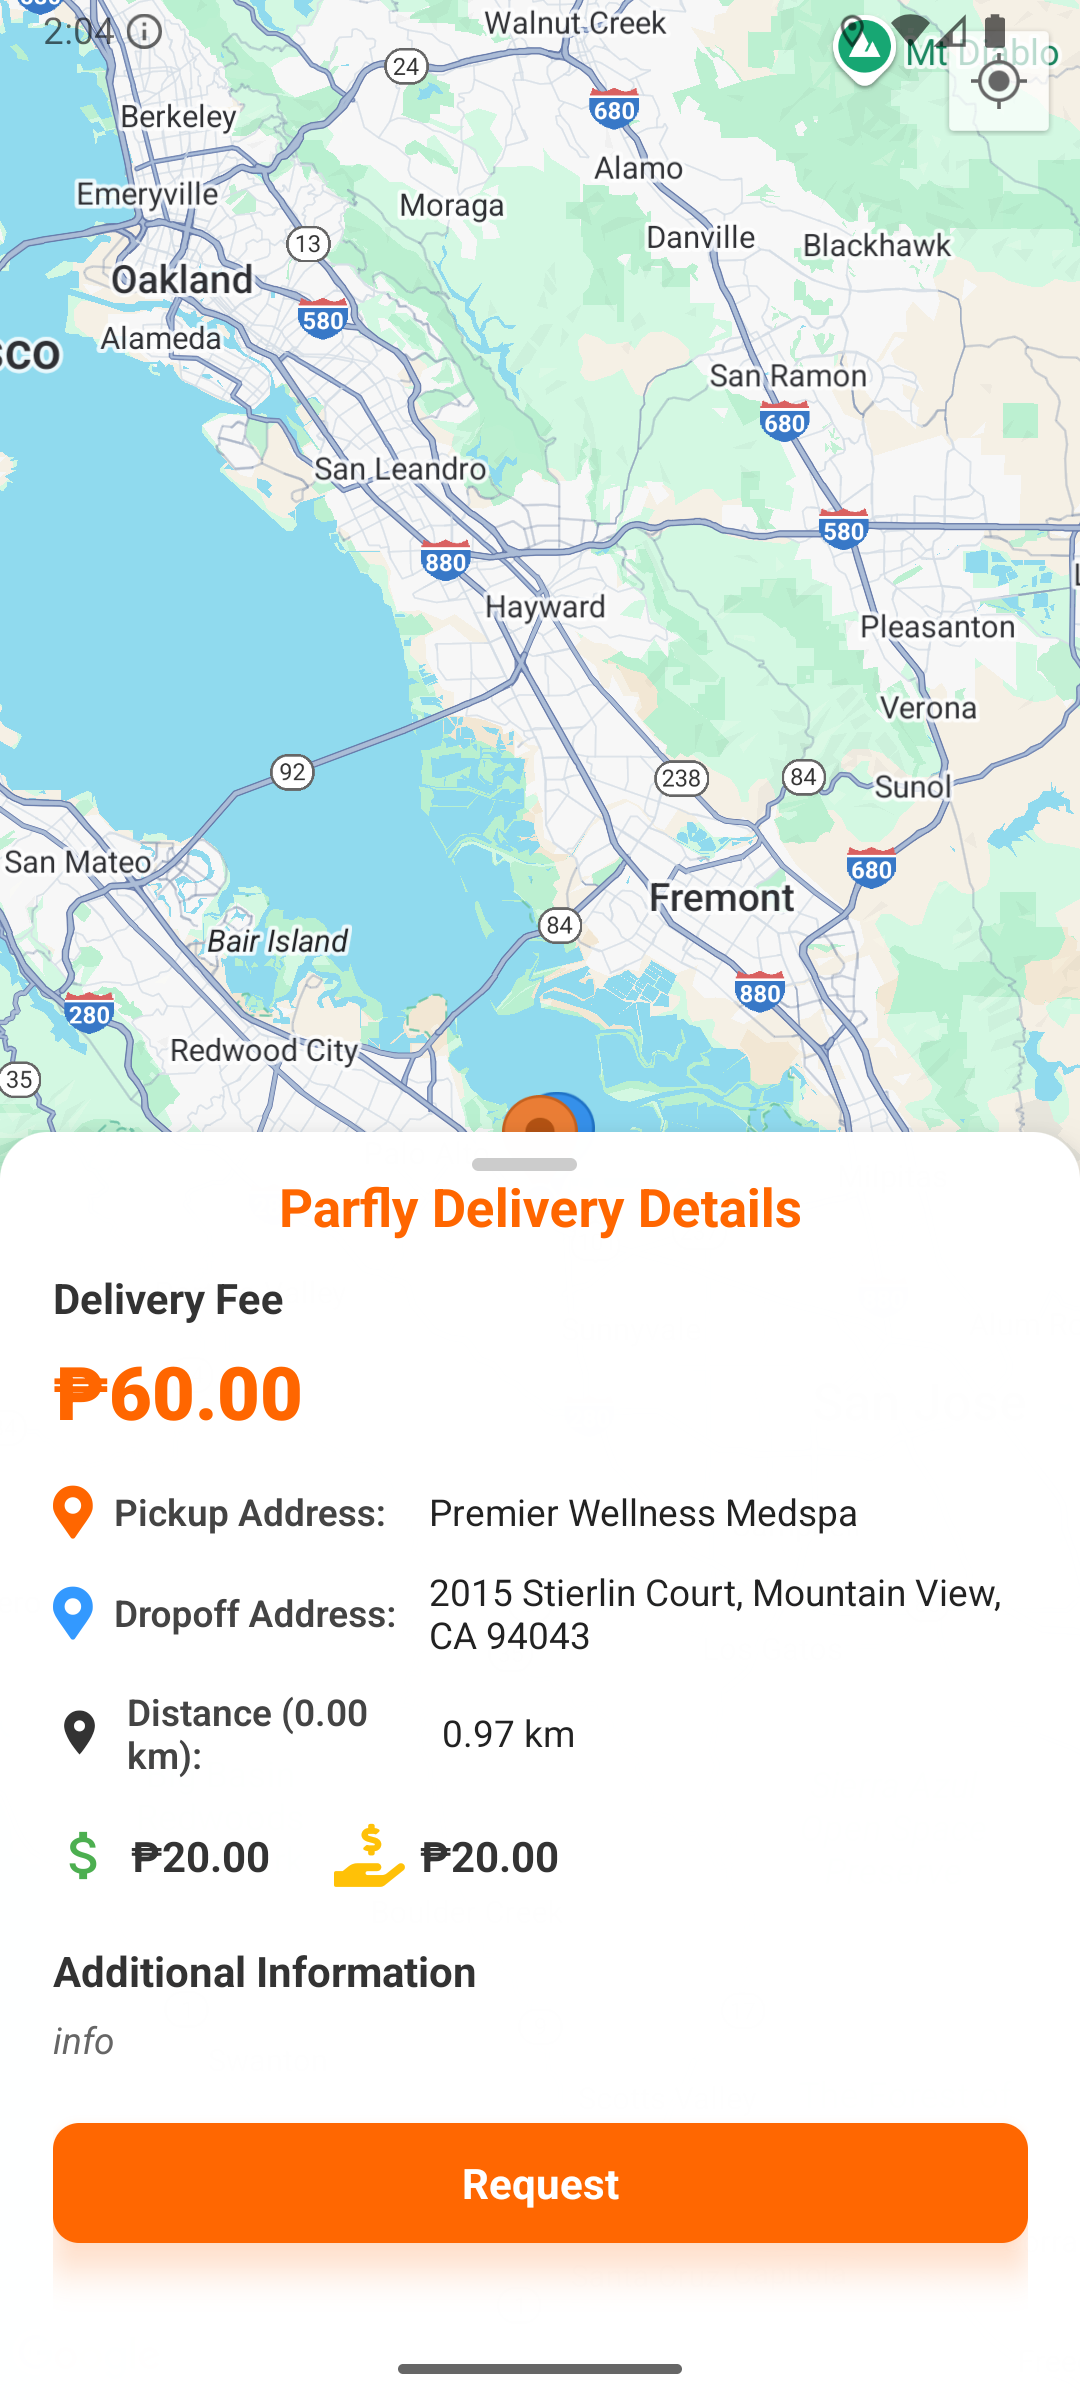 2:04
Walnut Creek
24
Mt Diablo
680
Berkeley
Alamo
Emeryville
Moraga
Danville
Blackhawk
13
Oakland
580
Alameda
sco
San Ramon
680
San Leandro
580
880
Hayward
Pleasanton
Verona
92
238
84
Sunol
San Mateo
680
Fremont
84
Bair Island
880
280
Redwood City
35
Parfly Delivery Details
Delivery Fee
₱60.00
Pickup Address: Premier Wellness Medspa
Dropoff Address: 2015 Stierlin Court, Mountain View,
CA 94043
Distance (0.00
km): 0.97 km
₱20.00 ₱20.00
Additional Information
info
Request